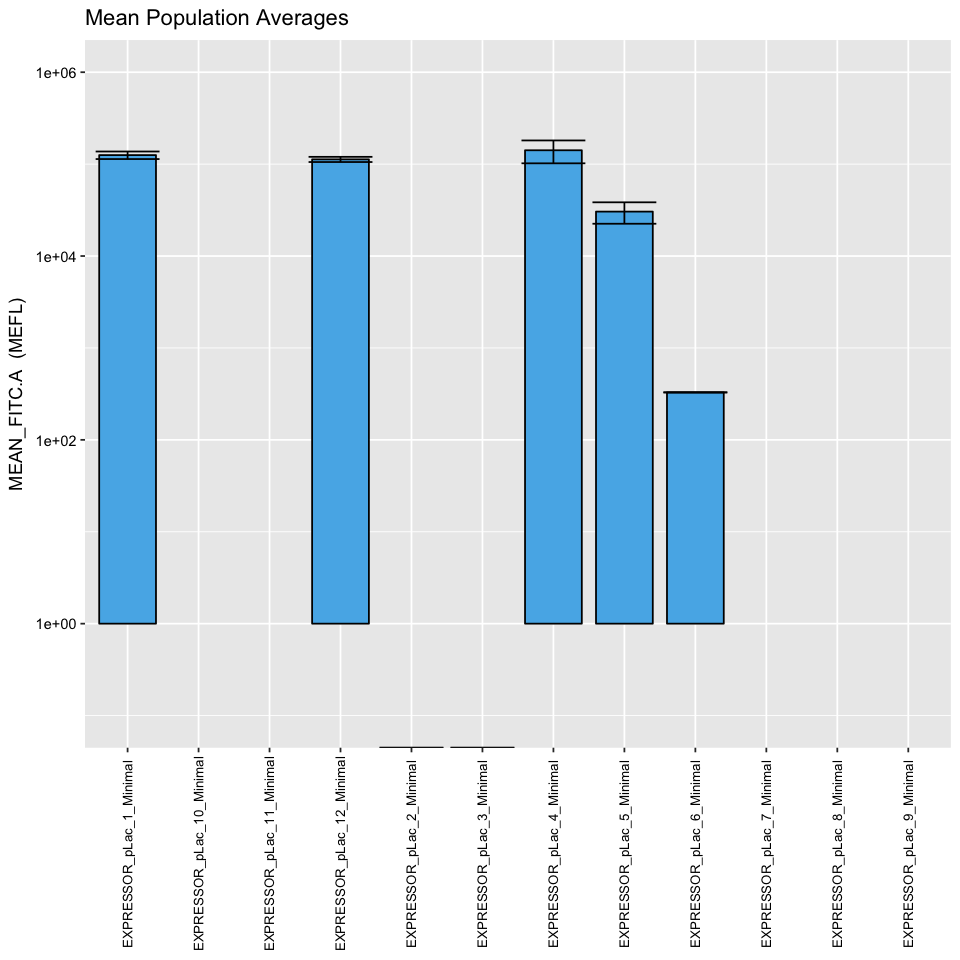 Mean Population Averages
MEAN_FITC.A  (MEFL)
1e+06
1e+04
1e+02
1e+00
EXPRESSOR_pLac_1_Minimal
EXPRESSOR_pLac_10_Minimal
EXPRESSOR_pLac_11_Minimal
EXPRESSOR_pLac_12_Minimal
EXPRESSOR_pLac_2_Minimal
EXPRESSOR_pLac_3_Minimal
EXPRESSOR_pLac_4_Minimal
EXPRESSOR_pLac_5_Minimal
EXPRESSOR_pLac_6_Minimal
EXPRESSOR_pLac_7_Minimal
EXPRESSOR_pLac_8_Minimal
EXPRESSOR_pLac_9_Minimal